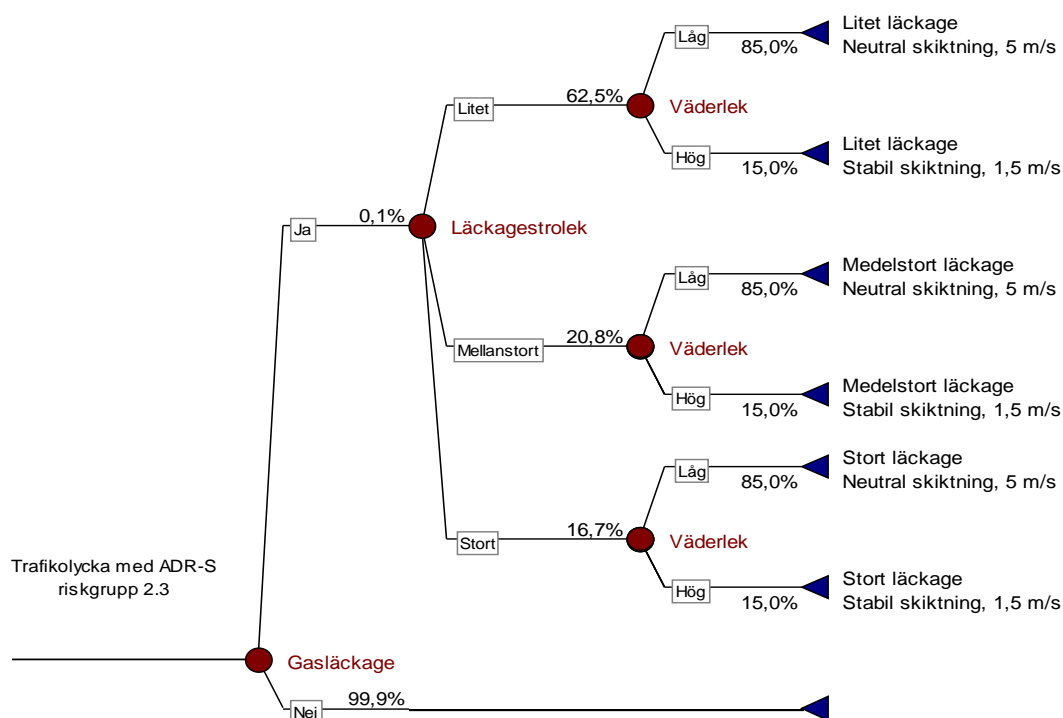 Litet läckage
Låg
85,0%
Neutral skiktning, 5 m/s
Litet
62,5%
Väderlek
Litet läckage
Hög
15,0%
Stabil skiktning, 1,5 m/s
Ja
0,1%
Läckagestrolek
Medelstort läckage
Låg
85,0%
Neutral skiktning, 5 m/s
Mellanstort
20,8%
Väderlek
Medelstort läckage
Hög
15,0%
Stabil skiktning, 1,5 m/s
Stort läckage
Låg
85,0%
Neutral skiktning, 5 m/s
Stort
16,7%
Väderlek
Stort läckage
Hög
15,0%
Stabil skiktning, 1,5 m/s
Trafikolycka med ADR-S
riskgrupp 2.3
Gasläckage
Nej
99,9%